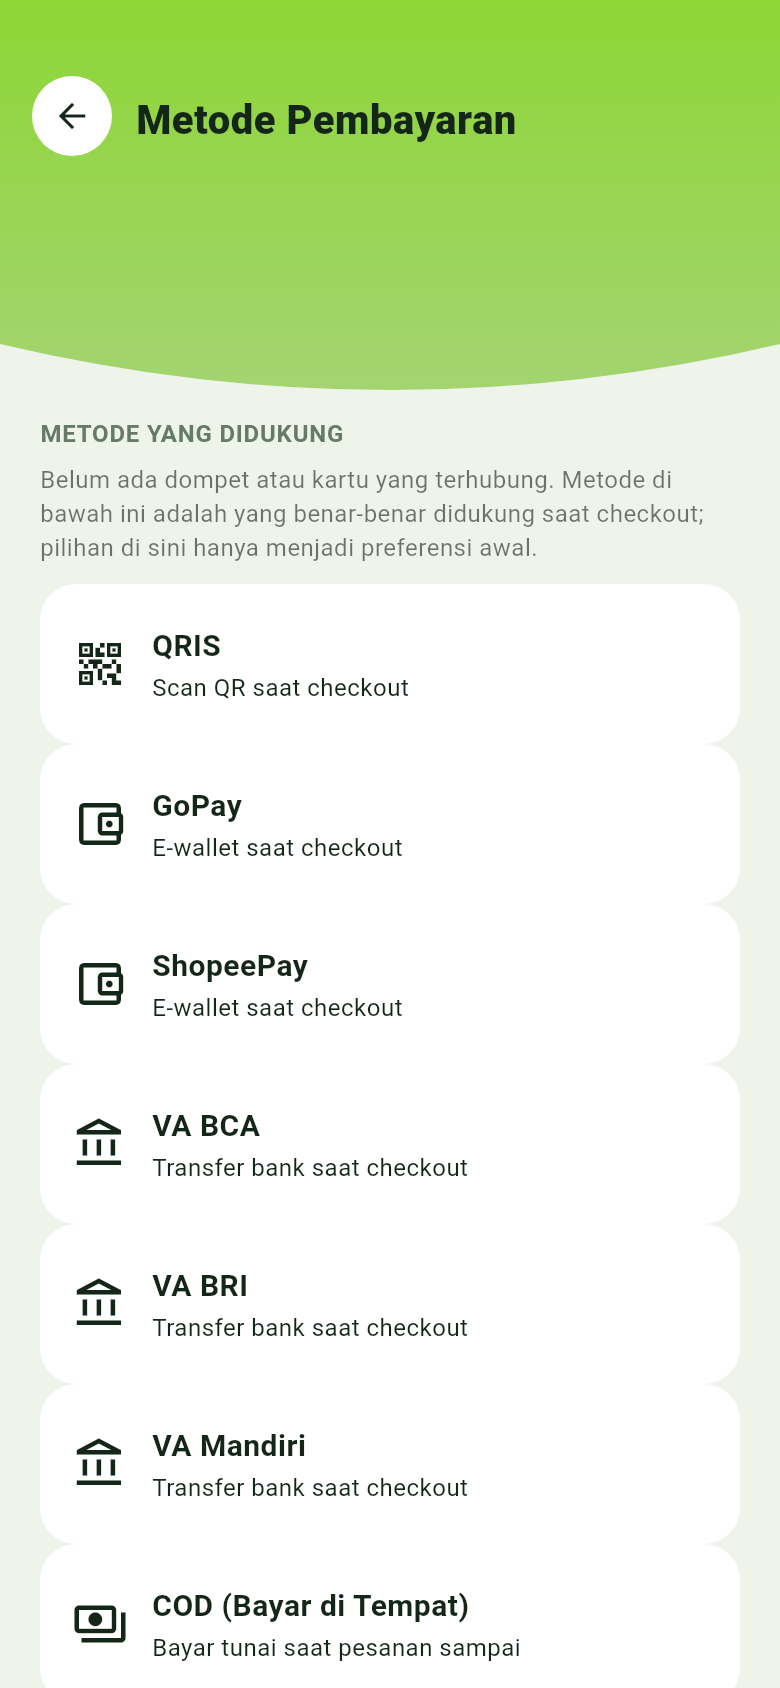 Metode Pembayaran
METODE YANG DIDUKUNG
Belum ada dompet atau kartu yang terhubung. Metode di
bawah ini adalah yang benar-benar didukung saat checkout;
pilihan di sini hanya menjadi preferensi awal.
QRIS
Scan QR saat checkout
GoPay
E-wallet saat checkout
ShopeePay
E-wallet saat checkout
VA BCA
Transfer bank saat checkout
VA BRI
Transfer bank saat checkout
VA Mandiri
Transfer bank saat checkout
COD (Bayar di Tempat)
Bayar tunai saat pesanan sampai